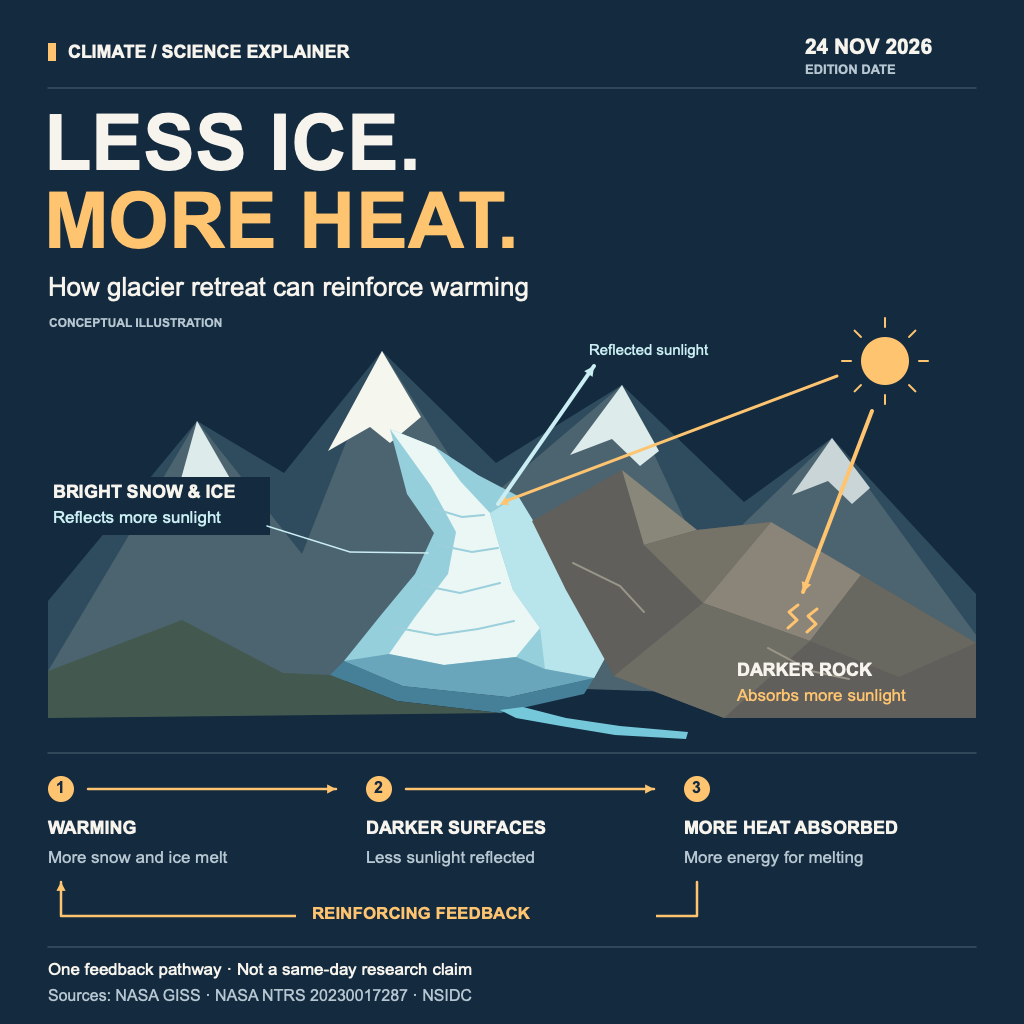 CLIMATE / SCIENCE EXPLAINER
24 NOV 2026
EDITION DATE
LESS ICE.
MORE HEAT.
How glacier retreat can reinforce warming
CONCEPTUAL ILLUSTRATION
Reflected sunlight
BRIGHT SNOW & ICE
Reflects more sunlight
DARKER ROCK
Absorbs more sunlight
1
WARMING
More snow and ice melt
2
DARKER SURFACES
Less sunlight reflected
3
MORE HEAT ABSORBED
More energy for melting
REINFORCING FEEDBACK
One feedback pathway · Not a same-day research claim
Sources: NASA GISS · NASA NTRS 20230017287 · NSIDC